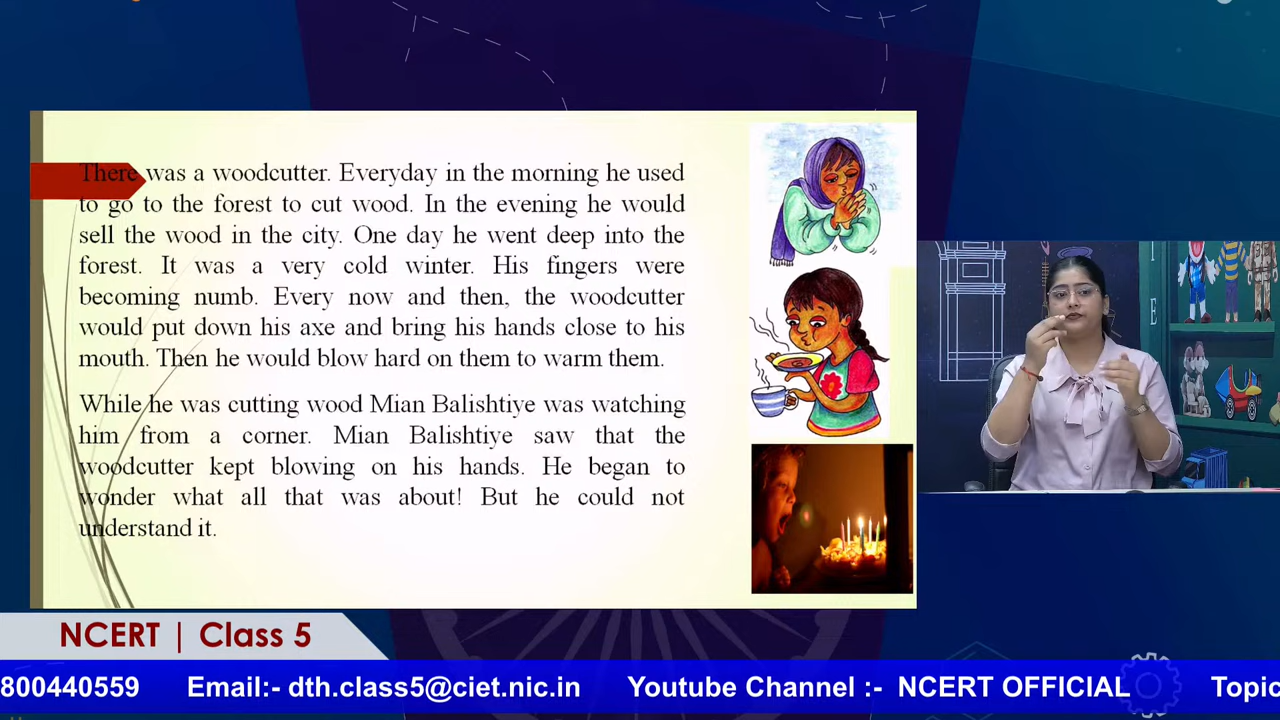 There was a woodcutter. Everyday in the morning he used
to go to the forest to cut wood. In the evening he would
sell the wood in the city. One day he went deep into the
forest. It was a very cold winter. His fingers were
becoming numb. Every now and then, the woodcutter
would put down his axe and bring his hands close to his
mouth. Then he would blow hard on them to warm them.
While he was cutting wood Mian Balishtiye was watching
him from a corner. Mian Balishtiye saw that the
woodcutter kept blowing on his hands. He began to
wonder what all that was about! But he could not
understand it.
NCERT | Class 5
800440559 Email:- dth.class5@ciet.nic.in Youtube Channel :- NCERT OFFICIAL Topic